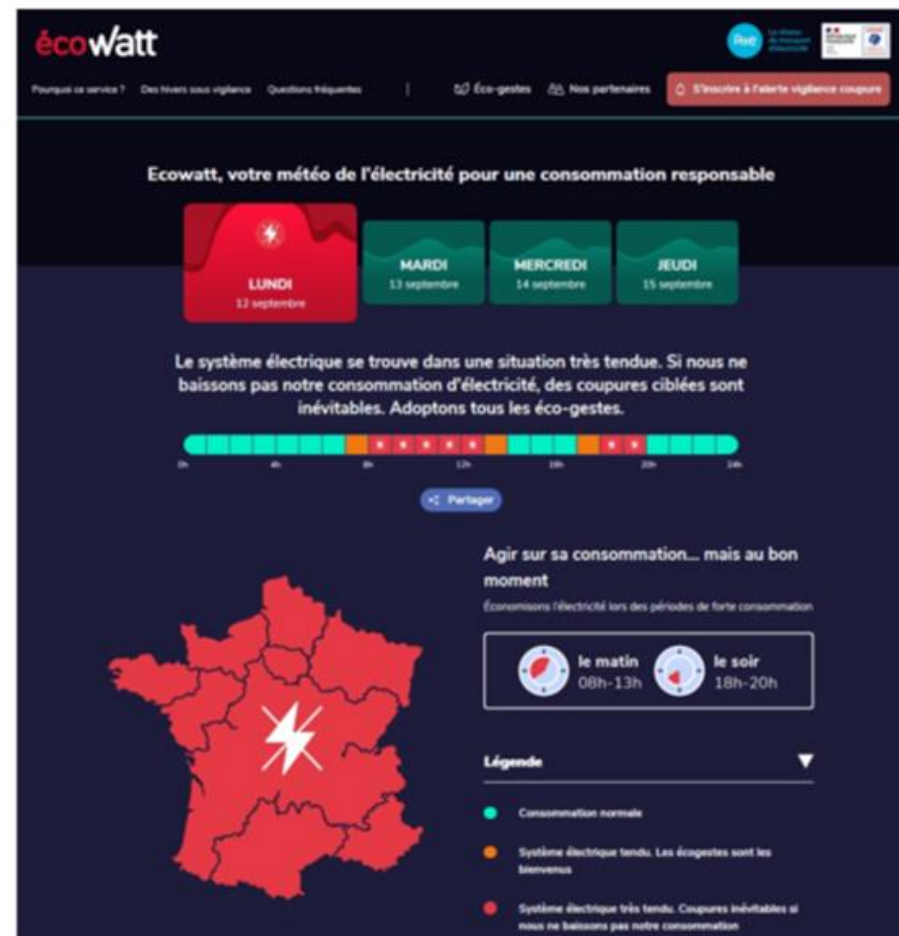 écoWatt
Rte Le réseau de transport d'électricité
Pourquoi ce service ? Des hivers sous vigilance Questions fréquentes | Éco-gestes Nos partenaires S'inscrire à l'alerte vigilance coupure
Ecowatt, votre météo de l'électricité pour une consommation responsable
LUNDI
12 septembre
MARDI
13 septembre
MERCREDI
14 septembre
JEUDI
15 septembre
Le système électrique se trouve dans une situation très tendue. Si nous ne
baissons pas notre consommation d'électricité, des coupures ciblées sont
inévitables. Adoptons tous les éco-gestes.
0h 4h 8h 12h 16h 20h 24h
Partager
Agir sur sa consommation... mais au bon
moment
Économisons l'électricité lors des périodes de forte consommation
le matin
08h-13h
le soir
18h-20h
Légende
Consommation normale
Système électrique tendu. Les écogestes sont les
bienvenus
Système électrique très tendu. Coupures inévitables si
nous ne baissons pas notre consommation